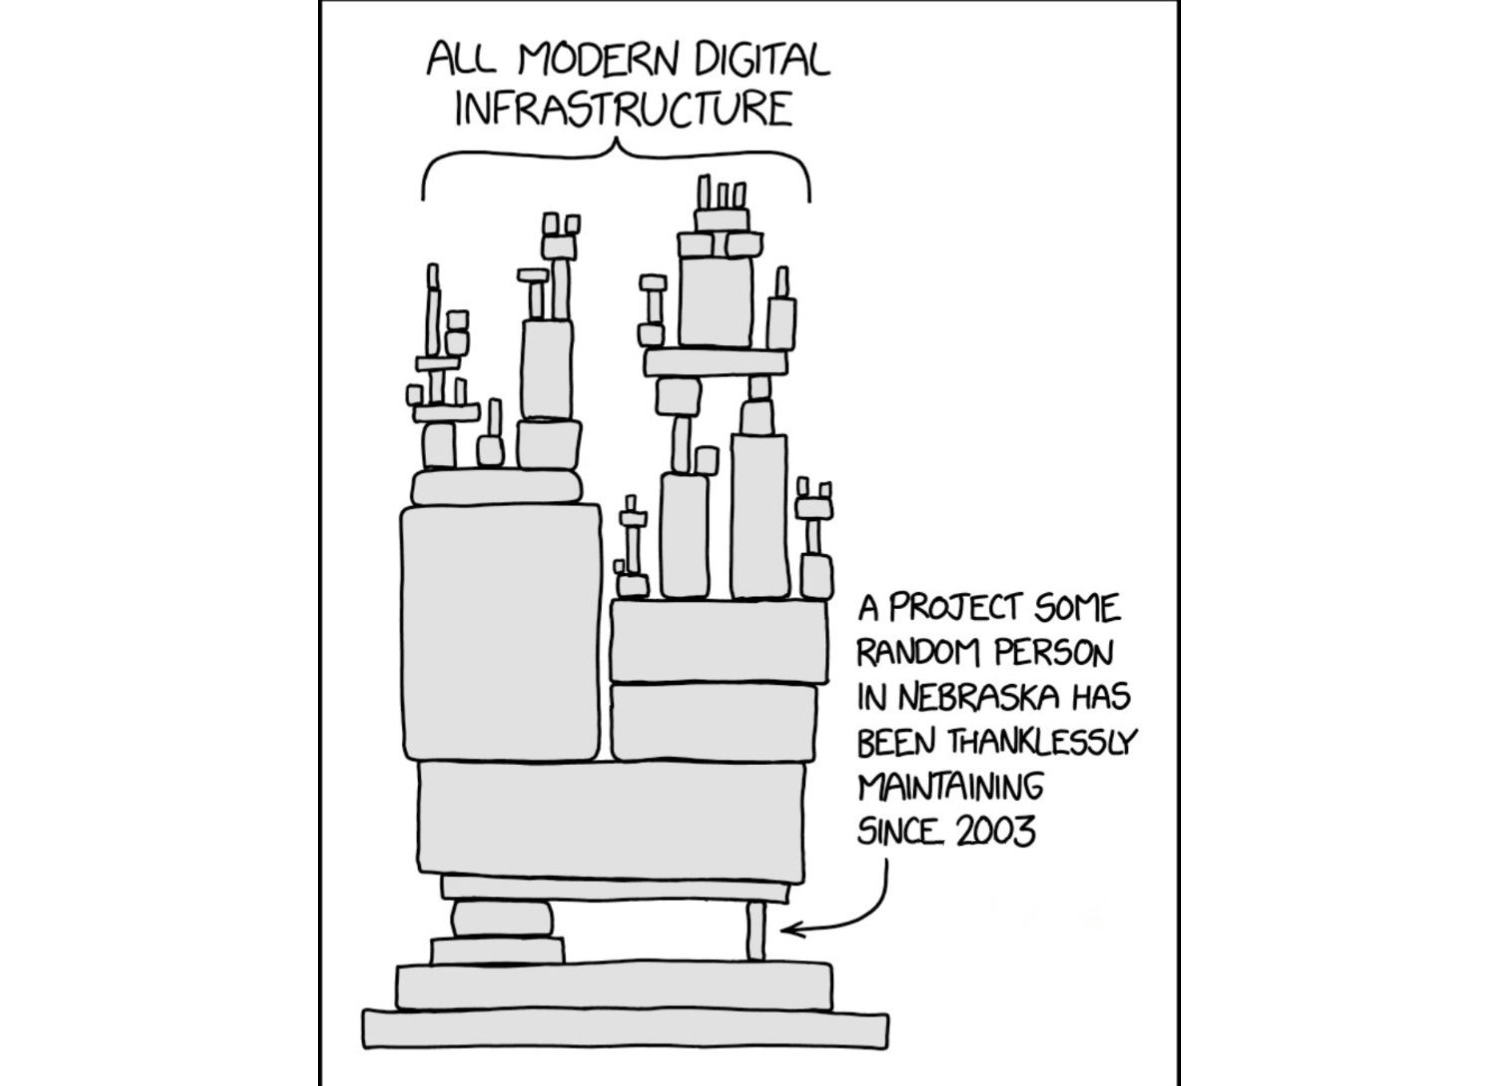 ALL MODERN DIGITAL
INFRASTRUCTURE
A PROJECT SOME
RANDOM PERSON
IN NEBRASKA HAS
BEEN THANKLESSLY
MAINTAINING
SINCE 2003